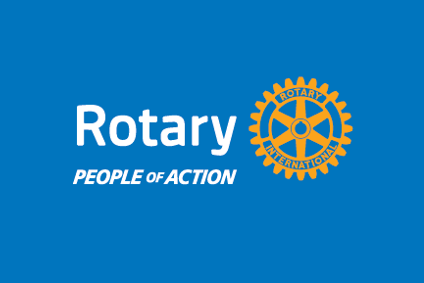 Rotary
PEOPLE OF ACTION
ROTARY
INTERNATIONAL